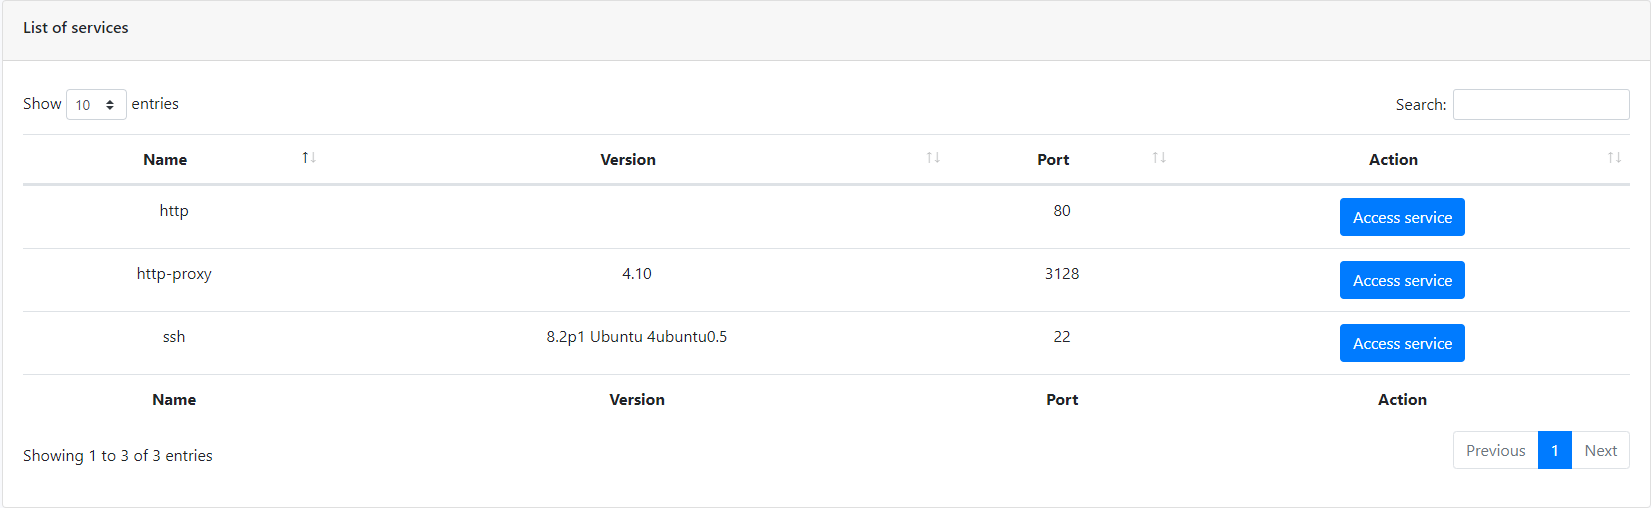 List of services
Show 10 entries
Search:
Name Version Port Action
http 80 Access service
http-proxy 4.10 3128 Access service
ssh 8.2p1 Ubuntu 4ubuntu0.5 22 Access service
Name Version Port Action
Showing 1 to 3 of 3 entries
Previous 1 Next